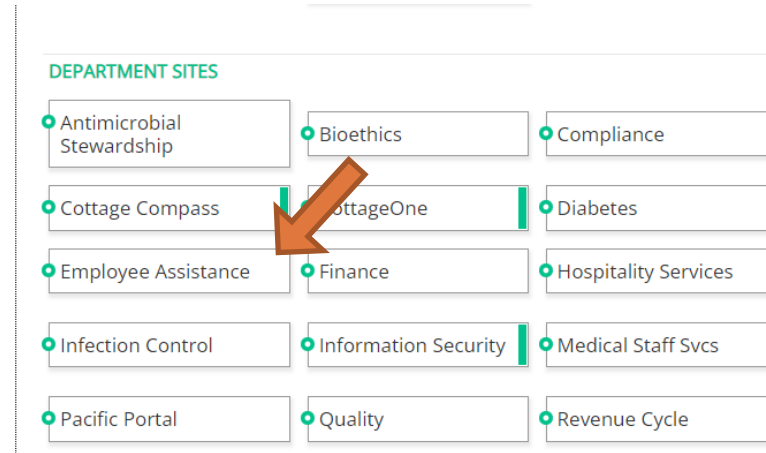 DEPARTMENT SITES
Antimicrobial
Stewardship
Bioethics
Compliance
Cottage Compass
ottageOne
Diabetes
Employee Assistance
Finance
Hospitality Services
Infection Control
Information Security
Medical Staff Svcs
Pacific Portal
Quality
Revenue Cycle